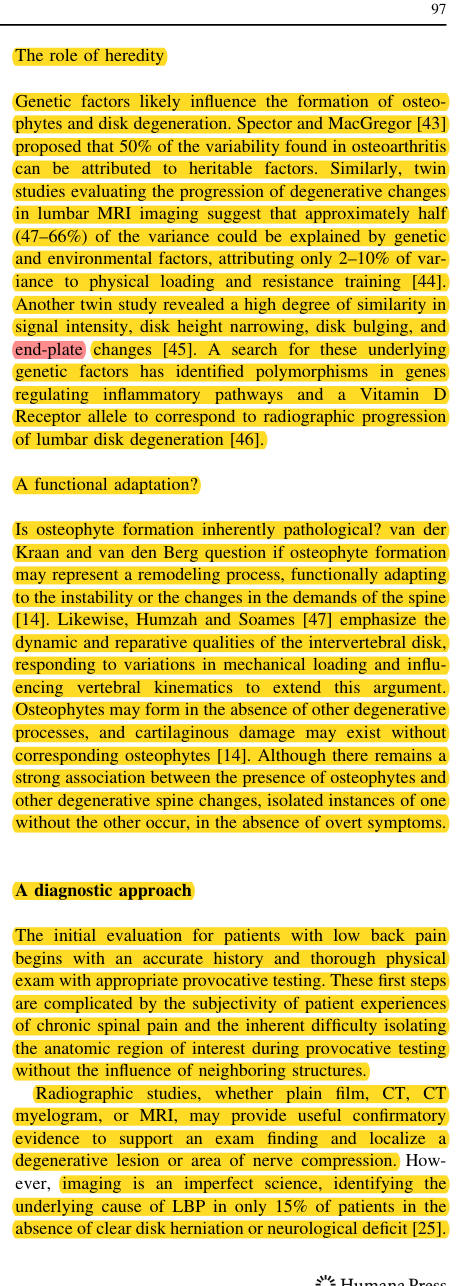 97
The role of heredity
Genetic factors likely influence the formation of osteo-
phytes and disk degeneration. Spector and MacGregor [43]
proposed that 50% of the variability found in osteoarthritis
can be attributed to heritable factors. Similarly, twin
studies evaluating the progression of degenerative changes
in lumbar MRI imaging suggest that approximately half
(47–66%) of the variance could be explained by genetic
and environmental factors, attributing only 2–10% of var-
iance to physical loading and resistance training [44].
Another twin study revealed a high degree of similarity in
signal intensity, disk height narrowing, disk bulging, and
end-plate changes [45]. A search for these underlying
genetic factors has identified polymorphisms in genes
regulating inflammatory pathways and a Vitamin D
Receptor allele to correspond to radiographic progression
of lumbar disk degeneration [46].
A functional adaptation?
Is osteophyte formation inherently pathological? van der
Kraan and van den Berg question if osteophyte formation
may represent a remodeling process, functionally adapting
to the instability or the changes in the demands of the spine
[14]. Likewise, Humzah and Soames [47] emphasize the
dynamic and reparative qualities of the intervertebral disk,
responding to variations in mechanical loading and influ-
encing vertebral kinematics to extend this argument.
Osteophytes may form in the absence of other degenerative
processes, and cartilaginous damage may exist without
corresponding osteophytes [14]. Although there remains a
strong association between the presence of osteophytes and
other degenerative spine changes, isolated instances of one
without the other occur, in the absence of overt symptoms.
A diagnostic approach
The initial evaluation for patients with low back pain
begins with an accurate history and thorough physical
exam with appropriate provocative testing. These first steps
are complicated by the subjectivity of patient experiences
of chronic spinal pain and the inherent difficulty isolating
the anatomic region of interest during provocative testing
without the influence of neighboring structures.
Radiographic studies, whether plain film, CT, CT
myelogram, or MRI, may provide useful confirmatory
evidence to support an exam finding and localize a
degenerative lesion or area of nerve compression. How-
ever, imaging is an imperfect science, identifying the
underlying cause of LBP in only 15% of patients in the
absence of clear disk herniation or neurological deficit [25].
Humana Press